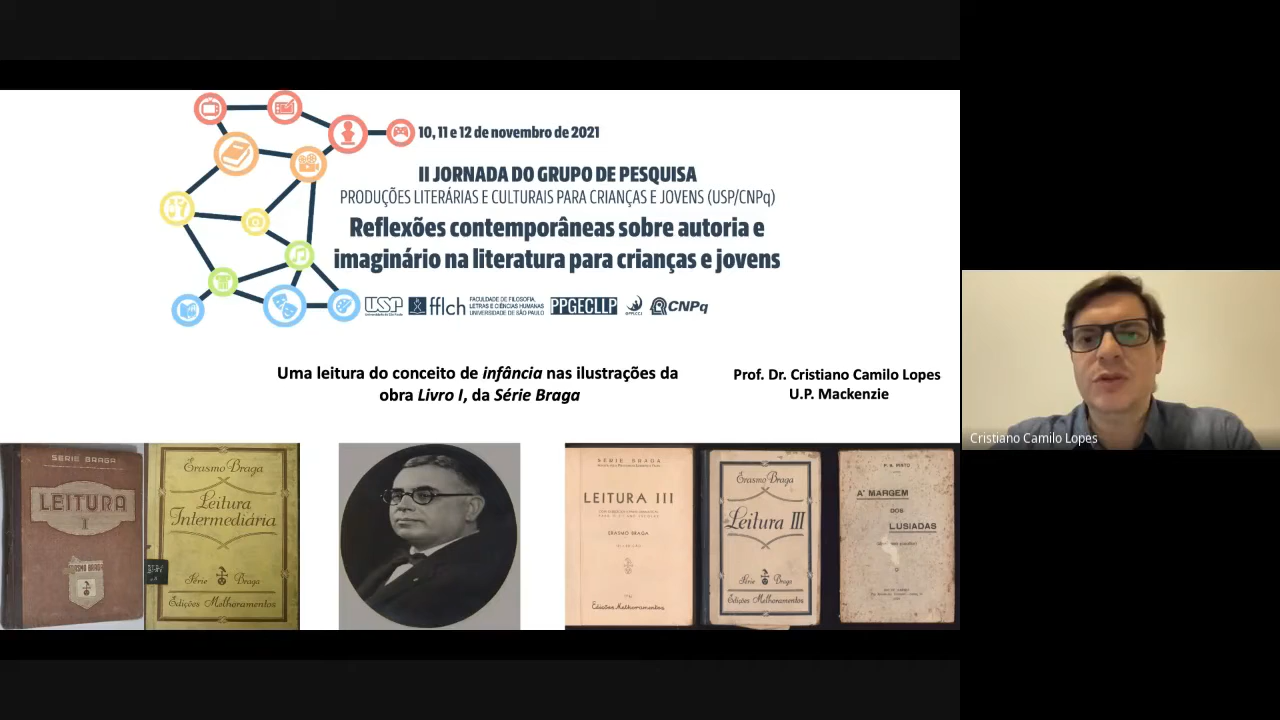 10, 11 e 12 de novembro de 2021
II JORNADA DO GRUPO DE PESQUISA
PRODUÇÕES LITERÁRIAS E CULTURAIS PARA CRIANÇAS E JOVENS (USP/CNPq)
Reflexões contemporâneas sobre autoria e
imaginário na literatura para crianças e jovens
USP
fflch
FACULDADE DE FILOSOFIA,
LETRAS E CIÊNCIAS HUMANAS
UNIVERSIDADE DE SÃO PAULO
PPGECLLP
CNPq
Uma leitura do conceito de infância nas ilustrações da
obra Livro I, da Série Braga
Prof. Dr. Cristiano Camilo Lopes
U.P. Mackenzie
Cristiano Camilo Lopes
SERIE BRAGA
LEITURA
I
Erasmo Braga
Leitura
Intermediária
Série Braga
Edições Melhoramentos
SERIE BRAGA
LEITURA III
ERASMO BRAGA
Edições Melhoramentos
Erasmo Braga
Leitura III
Série Braga
Edições Melhoramentos
A' MARGEM
DOS
LUSIADAS